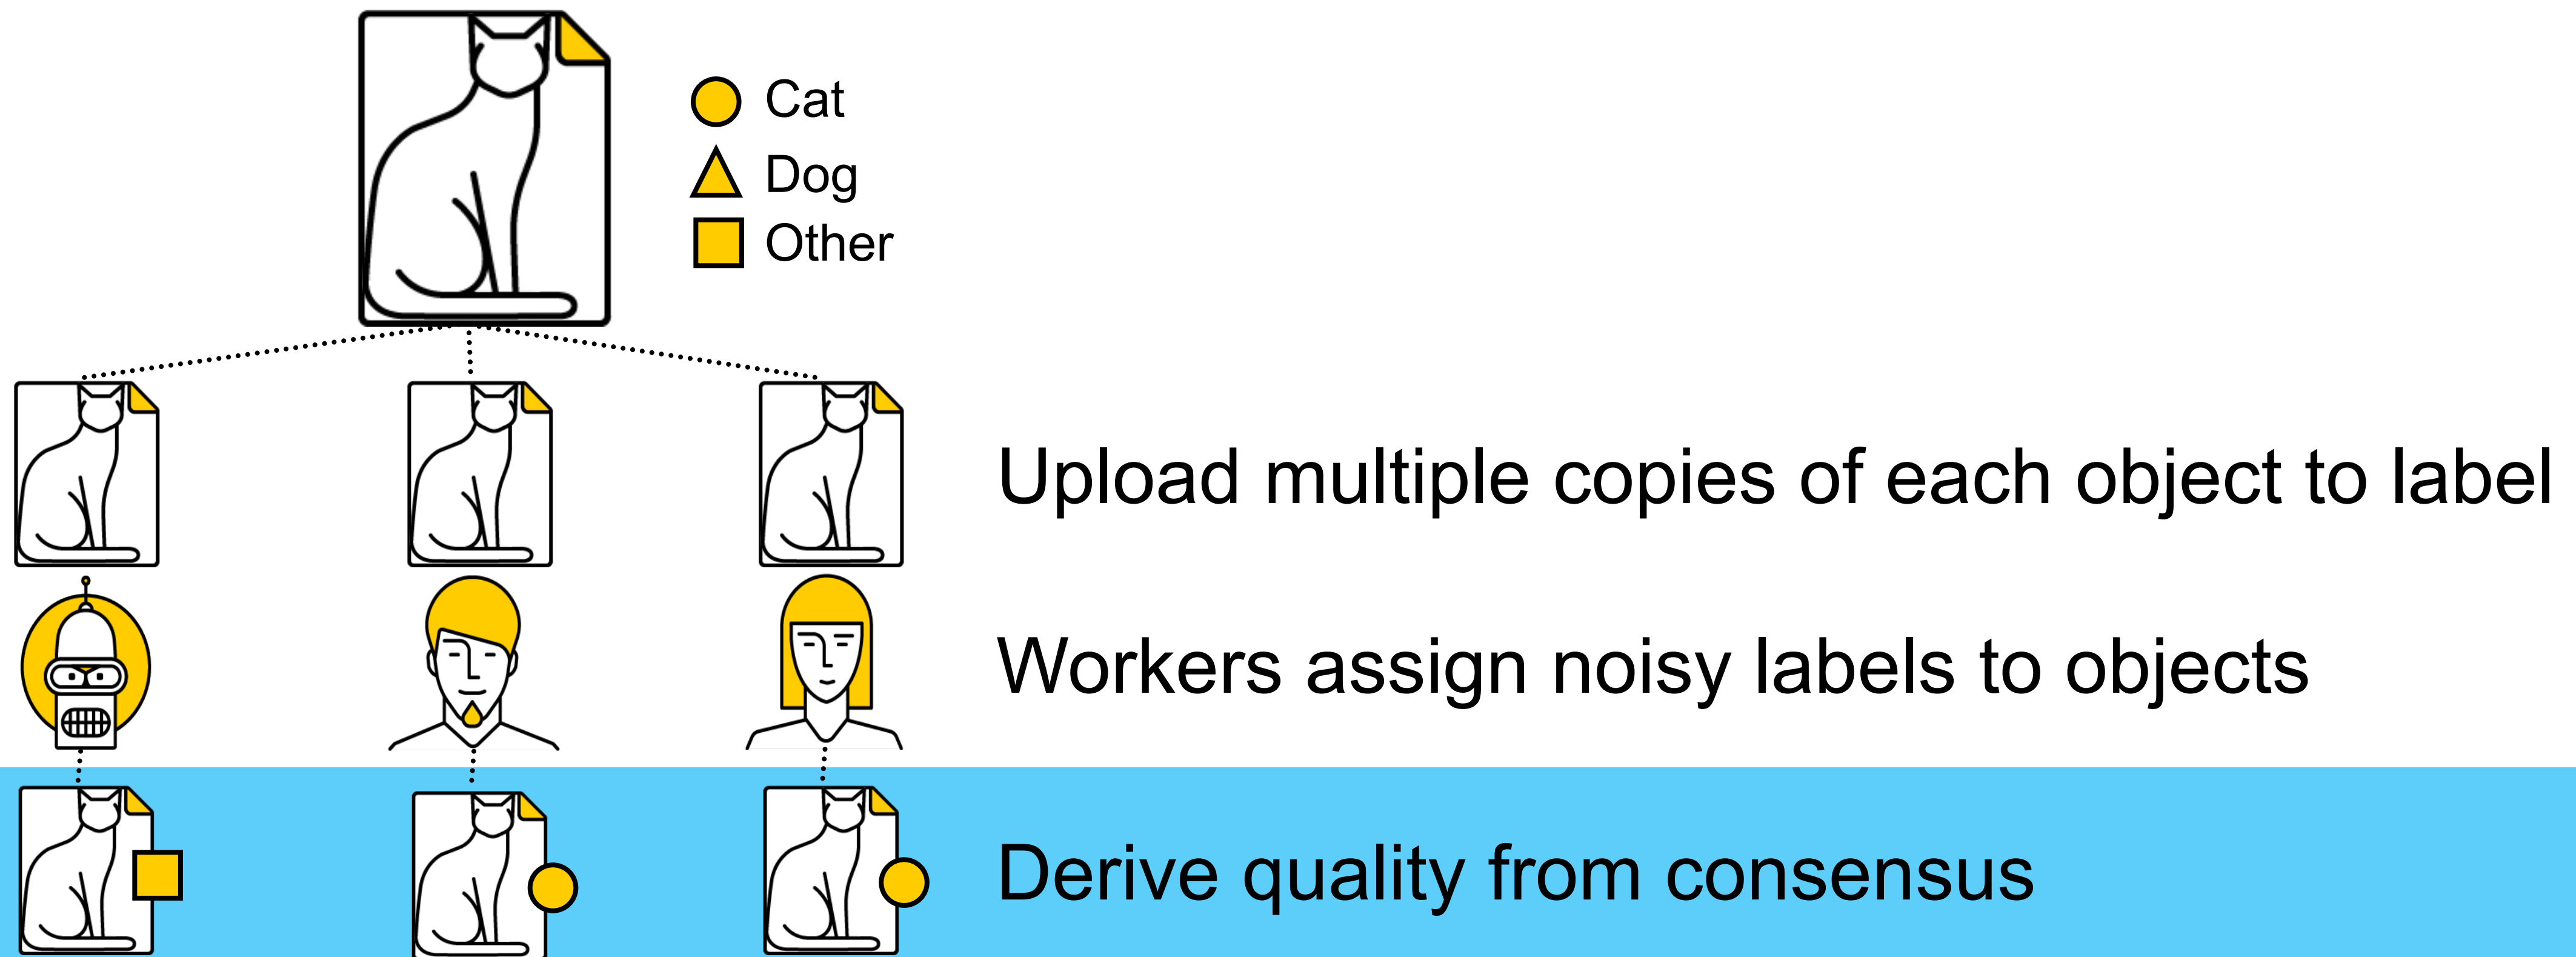 Cat
Dog
Other
Upload multiple copies of each object to label
Workers assign noisy labels to objects
Derive quality from consensus